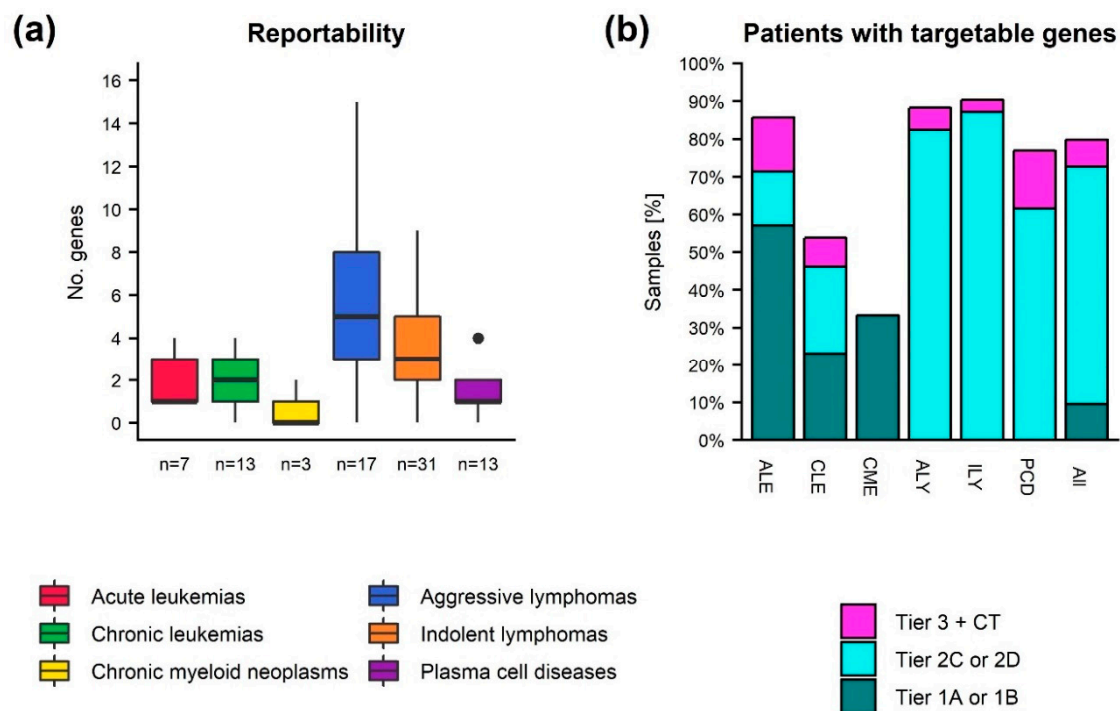 (a)
Reportability
No. genes
16
14
12
10
8
6
4
2
0
n=7 n=13 n=3 n=17 n=31 n=13
Acute leukemias
Chronic leukemias
Chronic myeloid neoplasms
Aggressive lymphomas
Indolent lymphomas
Plasma cell diseases
(b)
Patients with targetable genes
Samples [%]
100%
90%
80%
70%
60%
50%
40%
30%
20%
10%
0%
ALE CLE CME ALY ILY PCD All
Tier 3 + CT
Tier 2C or 2D
Tier 1A or 1B